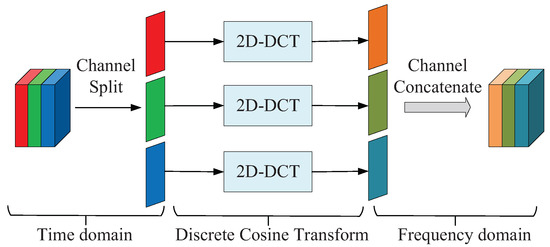 Channel
Split
2D-DCT
2D-DCT
2D-DCT
Channel
Concatenate
Time domain
Discrete Cosine Transform
Frequency domain